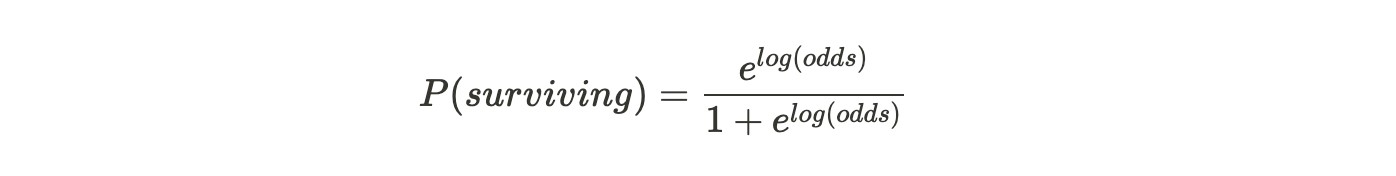 P(surviving) = e^{log(odds)} / 1 + e^{log(odds)}